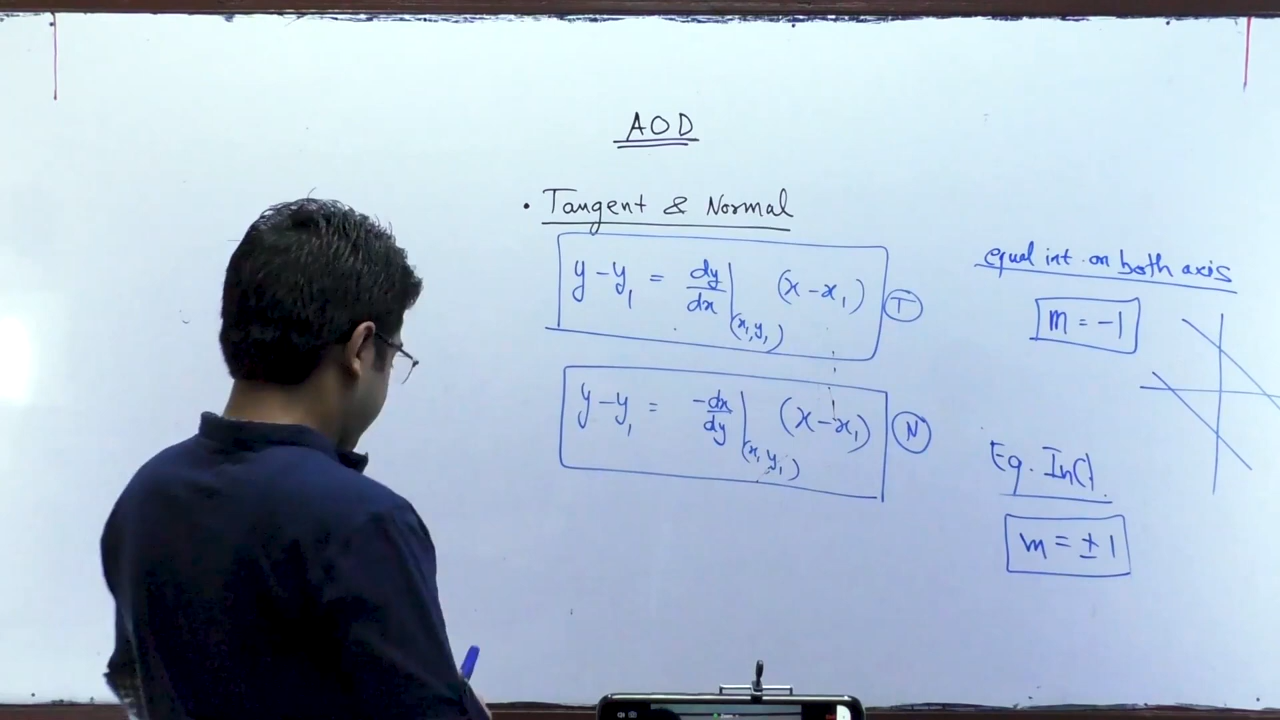 AOD
• Tangent & Normal
y - y₁ = dy/dx |(x₁,y₁) (x - x₁) T
y - y₁ = -dx/dy |(x₁,y₁) (x - x₁) N
equal int. on both axis
m = -1
Eq. Incl.
m = ± 1